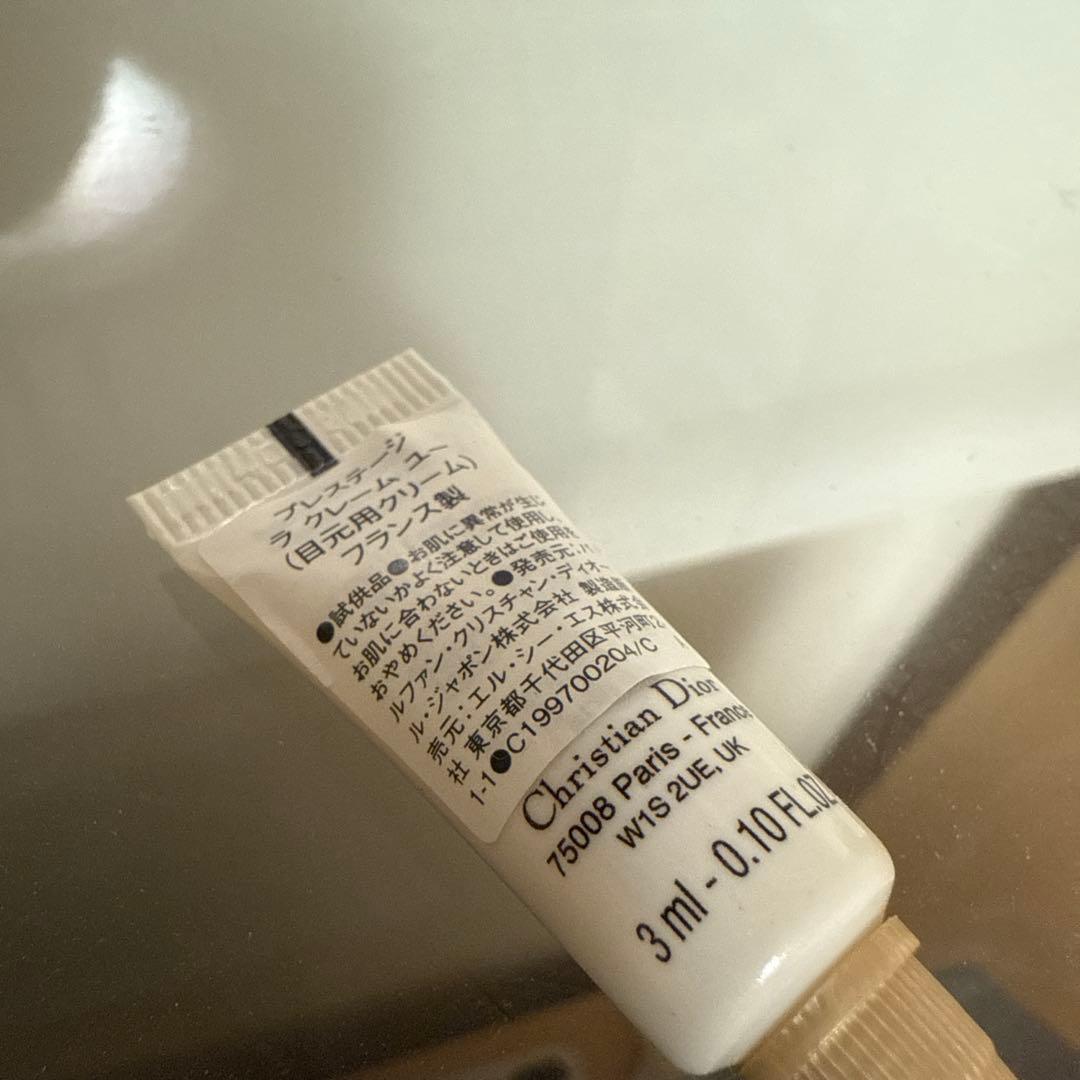 プレステージ
ラ クレーム ユー
(目元用クリーム)
フランス製
●試供品●お肌に異常が生じ
ていないかよく注意して使用し
お肌に合わないときはご使用を
おやめください。●発売元:パ
ルファン・クリスチャン・ディオー
ル・ジャポン株式会社 製造販
売元:エル・シー・エス株式会
社 東京都千代田区平河町2-
1-1●C199700204/C
Christian Dior
75008 Paris - France
W1S 2UE, UK
3 ml - 0.10 FL.OZ.